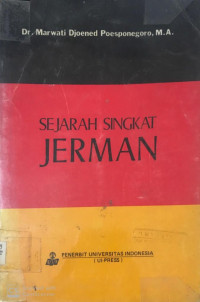 Dr. Marwati Djoened Poesponegoro, M.A.
SEJARAH SINGKAT
JERMAN
PENERBIT UNIVERSITAS INDONESIA
( UI-PRESS )